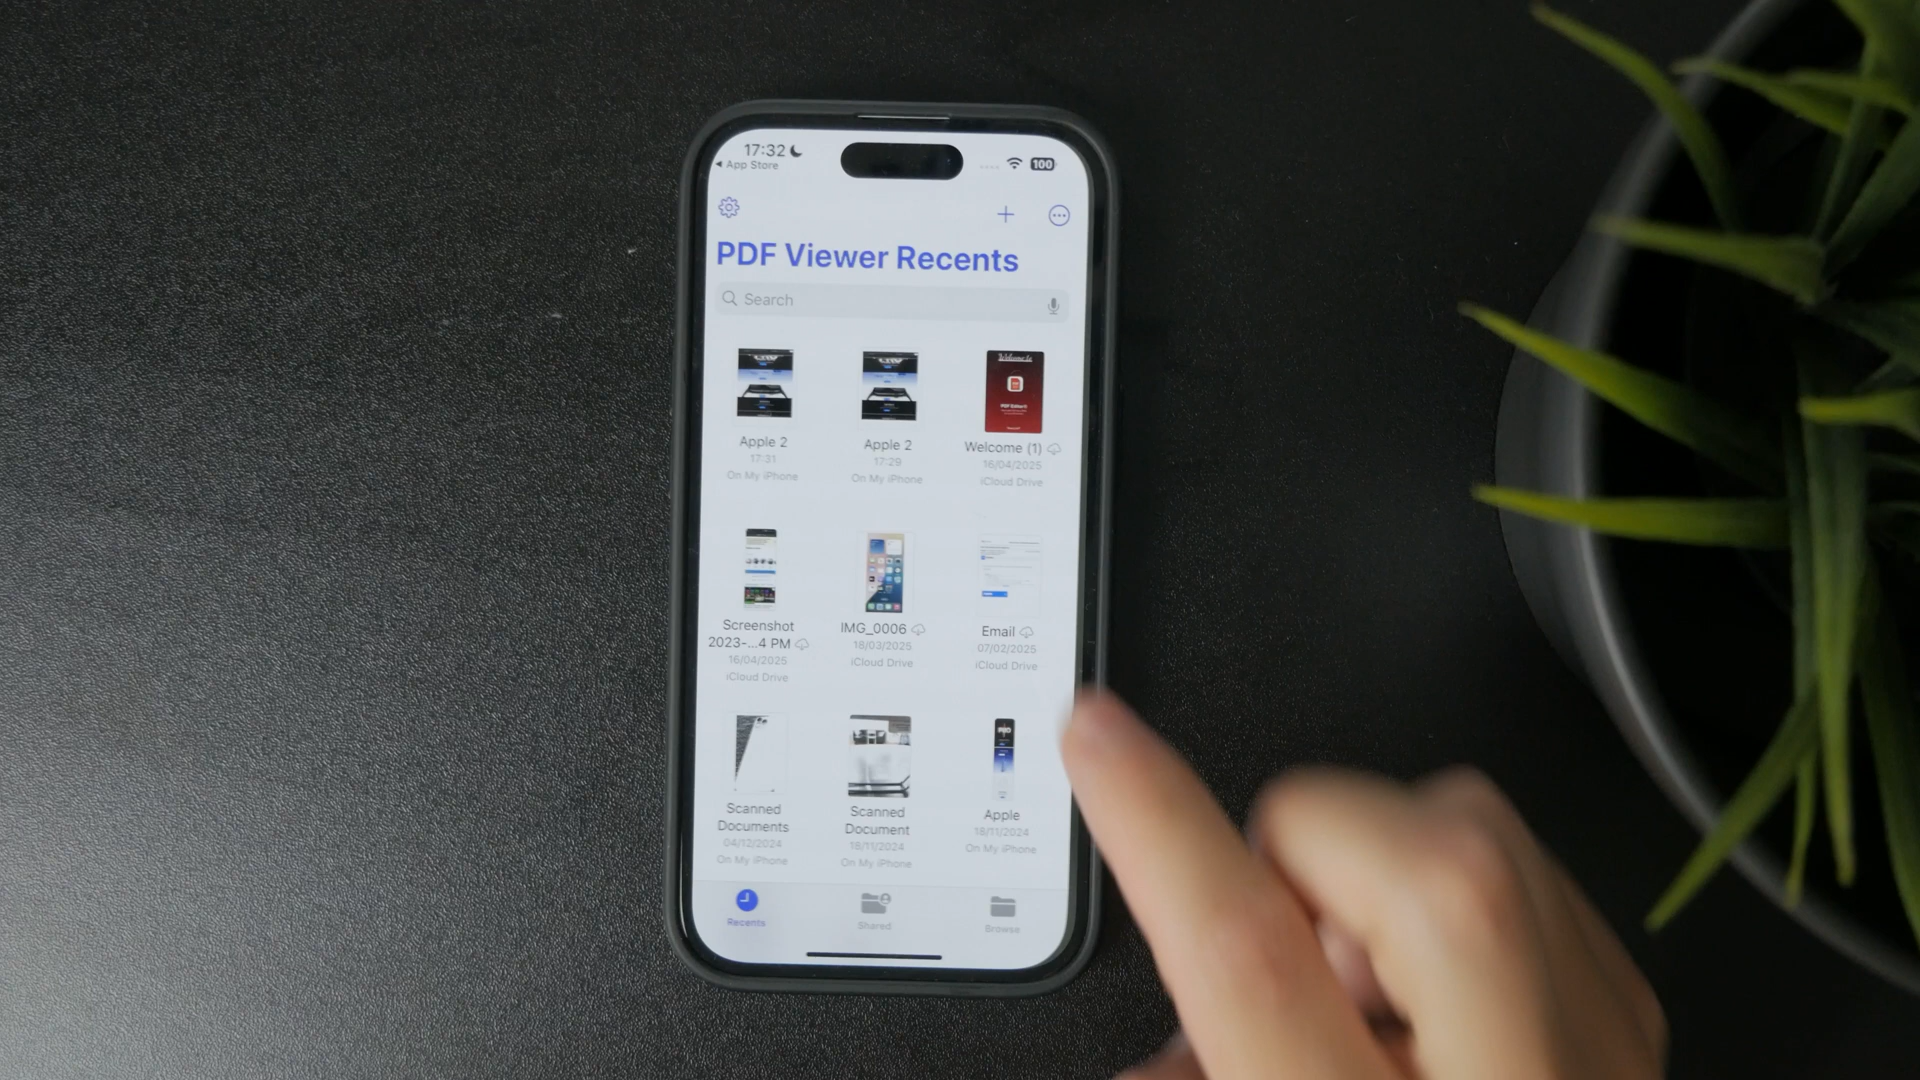 17:32
App Store
100
PDF Viewer Recents
Search
Apple 2
17:31
On My iPhone
Apple 2
17:29
On My iPhone
Welcome to
Welcome (1)
16/04/2025
iCloud Drive
Screenshot
2023-...4 PM
16/04/2025
iCloud Drive
IMG_0006
18/03/2025
iCloud Drive
Email
07/02/2025
iCloud Drive
Scanned
Documents
04/12/2024
On My iPhone
Scanned
Document
18/11/2024
On My iPhone
Apple
18/11/2024
On My iPhone
Recents
Shared
Browse